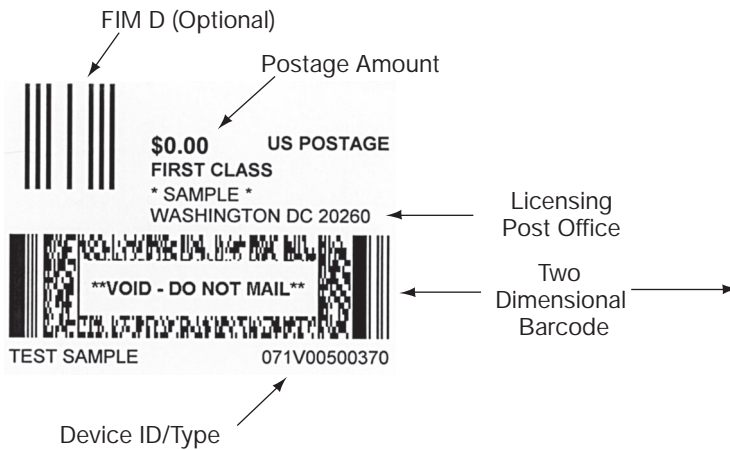 FIM D (Optional)
Postage Amount
$0.00 US POSTAGE
FIRST CLASS
* SAMPLE *
WASHINGTON DC 20260
Licensing
Post Office
**VOID - DO NOT MAIL**
Two
Dimensional
Barcode
TEST SAMPLE 071V00500370
Device ID/Type